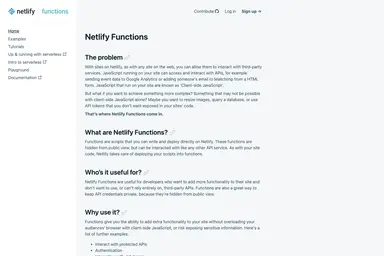 netlify functions
Contribute
Log in
Sign up →
Home
Examples
Tutorials
Up & running with serverless
Intro to serverless
Playground
Documentation
Netlify Functions
The problem
With sites on Netlify, as with any site on the web, you can allow them to interact with third-party
services. JavaScript running on your site can access and interact with APIs, for example
sending event data to Google Analytics or adding someone's email to Mailchimp from a HTML
form. JavaScript that run on your site are known as 'Client-side JavaScript'.
But what if you want to achieve something more complex? Something that may not be possible
with client-side JavaScript alone? Maybe you want to resize images, query a database, or use
API tokens that you don't want exposed in your sites' code.
That's where Netlify Functions come in.
What are Netlify Functions?
Functions are scripts that you can write and deploy directly on Netlify. These functions are
hidden from public view, but can be interacted with like any other API service. As with your site
code, Netlify takes care of deploying your scripts into functions.
Who's it useful for?
Netlify Functions are useful for developers who want to add more functionality to their site and
don't want to use, or can't rely entirely on, third-party APIs. Functions are also a great way to
keep API credentials private, because they're hidden from public view.
Why use it?
Functions give you the ability to add extra functionality to your site without overloading your
audiences' browser with client-side JavaScript, or risk exposing sensitive information. Here's a
list of further examples:
• Interact with protected APIs
• Authentication